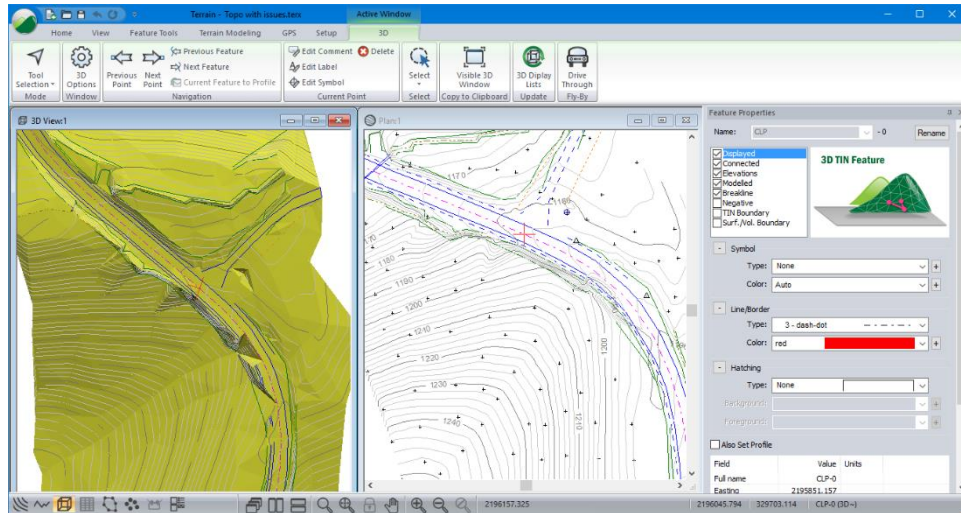 Terrain - Topo with issues.terx
Active Window
Home View Feature Tools Terrain Modeling GPS Setup 3D
Tool Selection
Mode
3D Options
Window
Previous Point
Next Point
Previous Feature
Next Feature
Current Feature to Profile
Navigation
Edit Comment
Delete
Edit Label
Edit Symbol
Current Point
Select
Select
Visible 3D Window
Copy to Clipboard
3D Diplay Lists
Update
Drive Through
Fly-By
3D View:1
Plan:1
1170
1180
1170
1180
1190
1200
1210
1220
1230
1240
1200
1210
Feature Properties
Name: CLP - 0 Rename
Displayed
Connected
Elevations
Modelled
Breakline
Negative
TIN Boundary
Surf./Vol. Boundary
3D TIN Feature
Symbol
Type: None
Color: Auto
Line/Border
Type: 3 - dash-dot
Color: red
Hatching
Type: None
Background:
Foreground:
Also Set Profile
Field Value Units
Full name CLP-0
Easting 2195851.157
2196157.325
2196045.794 329703.114 CLP-0 (3D~)